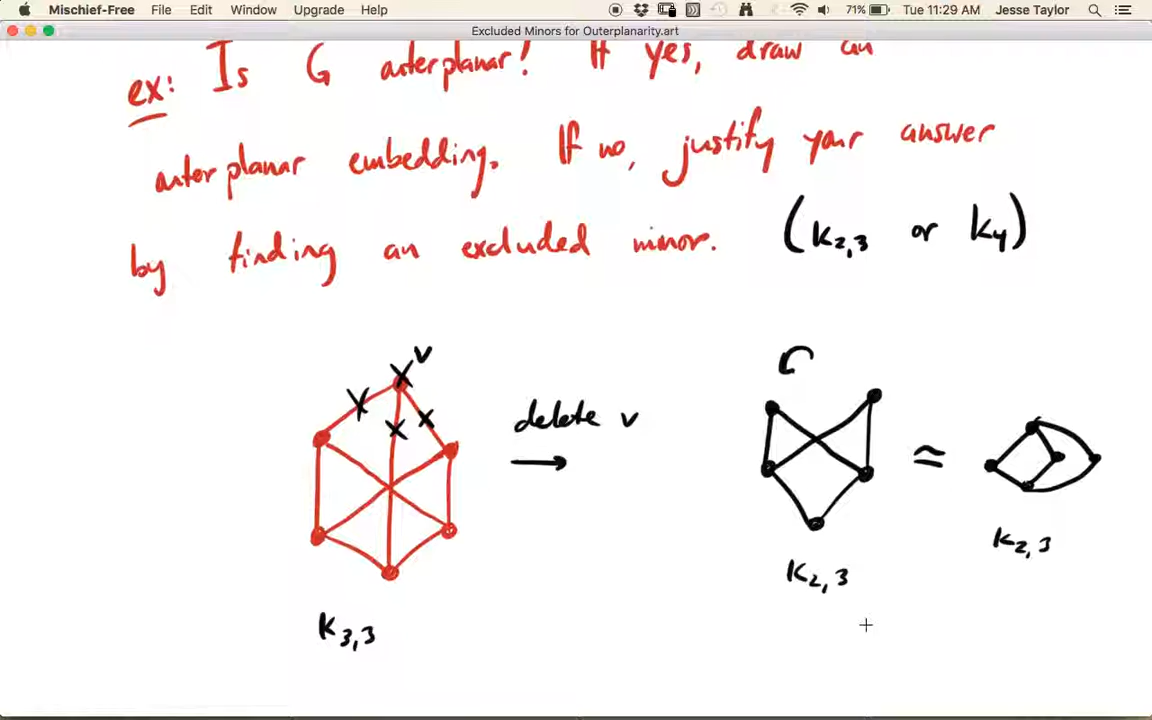 Mischief-Free File Edit Window Upgrade Help 71% Tue 11:29 AM Jesse Taylor
Excluded Minors for Outerplanarity.art
ex: Is G outerplanar? If yes, draw an
outerplanar embedding. If no, justify your answer
by finding an excluded minor. (K2,3 or K4)
v
delete v
≈
K2,3
K2,3
K3,3